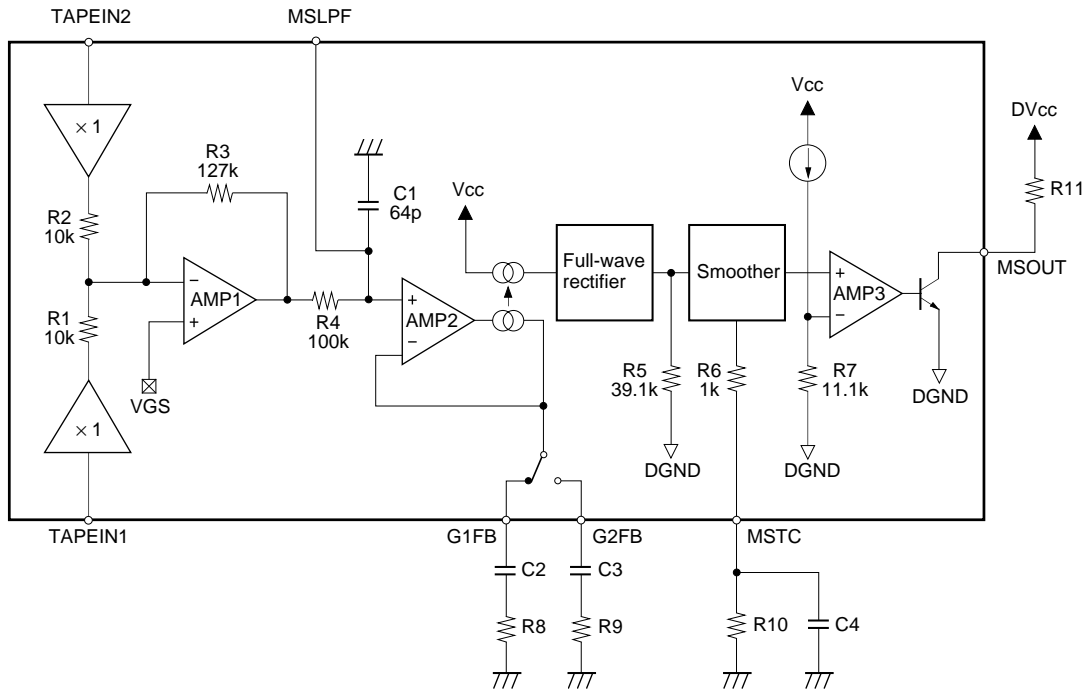 TAPEIN2
MSLPF
× 1
R3
127k
R2
10k
C1
64p
Vcc
Vcc
DVcc
R11
Full-wave
rectifier
Smoother
MSOUT
−
AMP1
+
R1
10k
R4
100k
+
AMP2
−
+
AMP3
−
VGS
R5
39.1k
R6
1k
R7
11.1k
DGND
× 1
DGND
DGND
TAPEIN1
G1FB
G2FB
MSTC
C2
C3
R8
R9
R10
C4